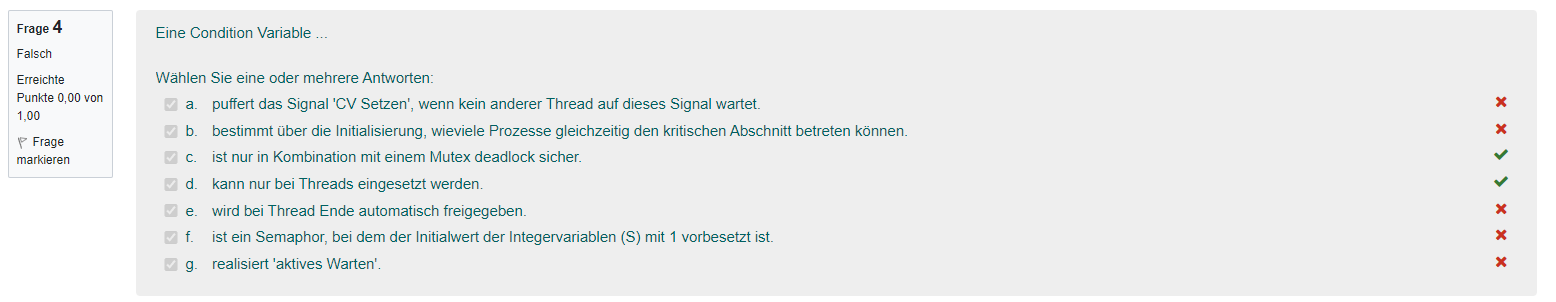 Frage 4
Falsch
Erreichte
Punkte 0,00 von
1,00
Frage
markieren
Eine Condition Variable ...
Wählen Sie eine oder mehrere Antworten:
a. puffert das Signal 'CV Setzen', wenn kein anderer Thread auf dieses Signal wartet.
b. bestimmt über die Initialisierung, wieviele Prozesse gleichzeitig den kritischen Abschnitt betreten können.
c. ist nur in Kombination mit einem Mutex deadlock sicher.
d. kann nur bei Threads eingesetzt werden.
e. wird bei Thread Ende automatisch freigegeben.
f. ist ein Semaphor, bei dem der Initialwert der Integervariablen (S) mit 1 vorbesetzt ist.
g. realisiert 'aktives Warten'.